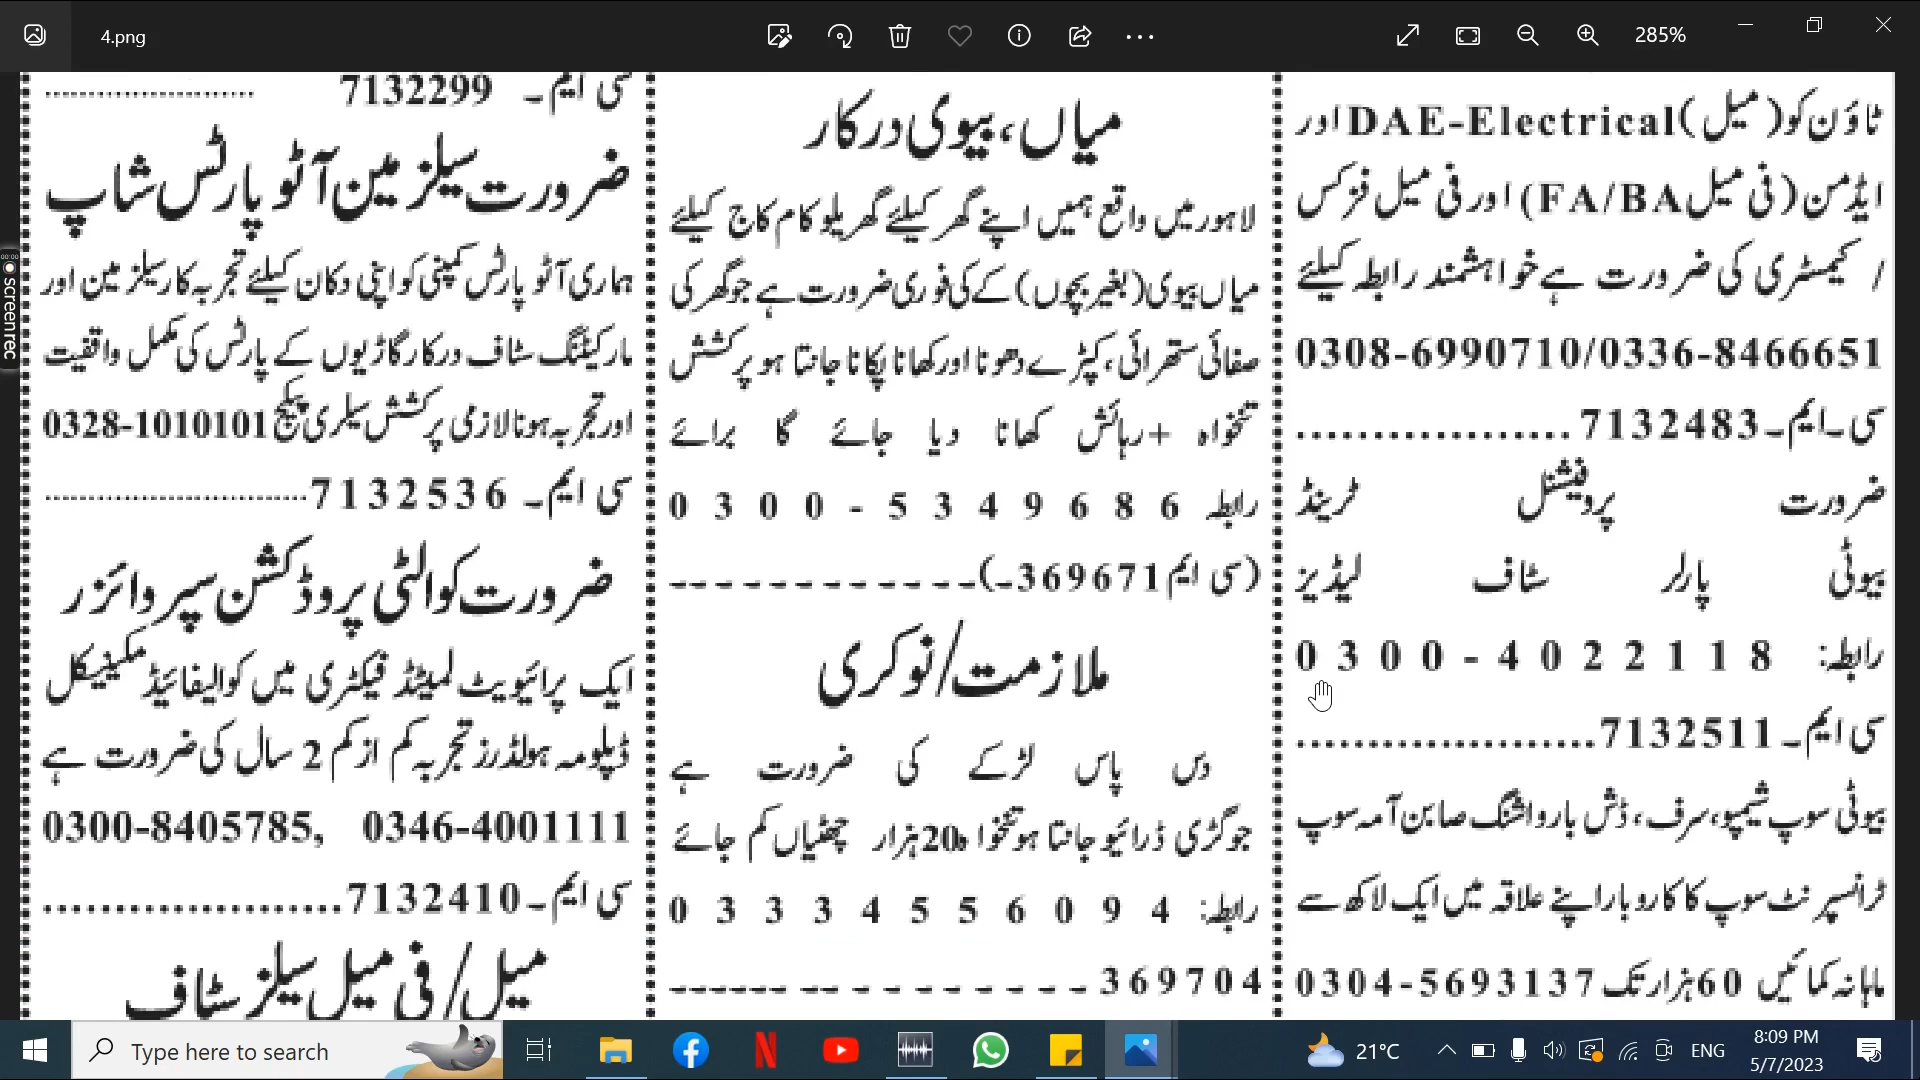 4.png
285%
ٹاؤن کو (میل) DAE-Electrical اور
ایڈمن (فی میل FA/BA) اور فی میل فزکس
/ کیمسٹری کی ضرورت ہے خواہشمند رابطہ کیلئے
0308-6990710/0336-8466651
سی۔ایم۔7132483
ضرورت پروفیشنل ٹرینڈ
بیوٹی پارلر سٹاف لیڈیز
رابطہ: 0300-4022118
سی ایم۔7132511
بیوٹی سوپ شیمپو، سرف، ڈش بار واشنگ صابن آمہ سوپ
ٹرانسپرنٹ سوپ کا کاروبار اپنے علاقہ میں ایک لاکھ سے
ماہانہ کمائیں 60 ہزار تک 0304-5693137
میاں، بیوی درکار
لاہور میں واقع ہمیں اپنے گھر کیلئے گھریلو کام کاج کیلئے
میاں بیوی (بغیر بچوں) کے کی فوری ضرورت ہے جو گھر کی
صفائی ستھرائی، کپڑے دھونا اور کھانا پکانا جانتا ہو پرکشش
تنخواہ + رہائش کھانا دیا جائے گا برائے
رابطہ 0300-5349686
(سی ایم 369671۔)
ملازمت/نوکری
دس پاس لڑکے کی ضرورت ہے
جو گڑی ڈرائیو جانتا ہو تنخواہ 20 ہزار چھٹیاں کم جائے
رابطہ: 03334556094
369704
سی ایم۔ 7132299
ضرورت سیلز مین آٹو پارٹس شاپ
ہماری آٹو پارٹس کمپنی کو اپنی دکان کیلئے تجربہ کار سیلز مین اور
مارکیٹنگ سٹاف درکار گاڑیوں کے پارٹس کی مکمل واقفیت
اور تجربہ ہونا لازمی پرکشش سیلری پیکیج 0328-1010101
سی ایم۔ 7132536
ضرورت کوالٹی پروڈکشن سپروائزر
ایک پرائیویٹ لمیٹڈ فیکٹری میں کوالیفائیڈ مکینیکل
ڈپلومہ ہولڈرز تجربہ کم از کم 2 سال کی ضرورت ہے
0300-8405785, 0346-4001111
سی ایم۔7132410
میل/فی میل سیلز سٹاف
screenrec
00:00
Type here to search
21°C
ENG
8:09 PM
5/7/2023